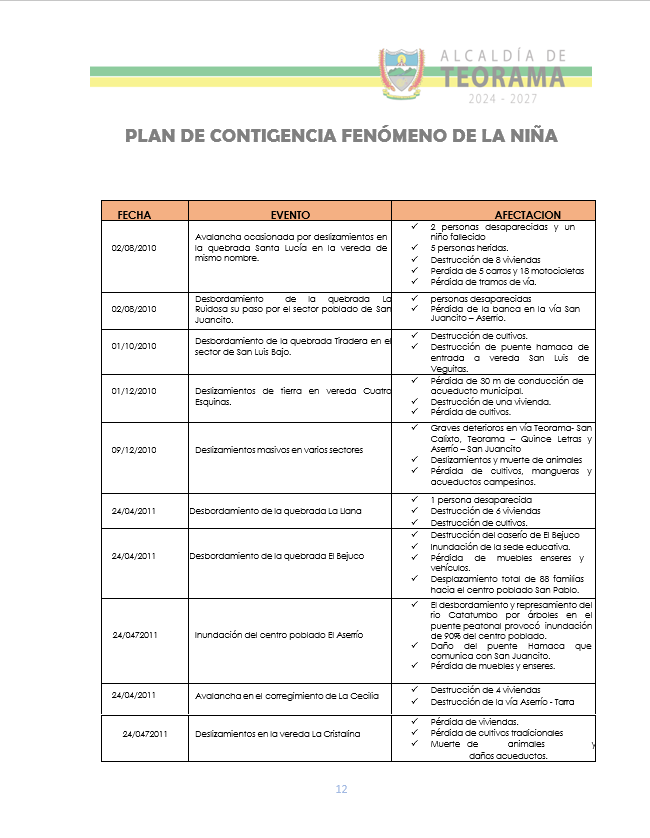 ALCALDÍA DE
TEORAMA
2024 - 2027
PLAN DE CONTIGENCIA FENÓMENO DE LA NIÑA
FECHA EVENTO AFECTACION
02/08/2010
Avalancha ocasionada por deslizamientos en
la quebrada Santa Lucía en la vereda de
mismo nombre.
✓ 2 personas desaparecidas y un
niño fallecido
✓ 5 personas heridas.
✓ Destrucción de 8 viviendas
✓ Perdida de 5 carros y 18 motocicletas
✓ Pérdida de tramos de vía.
02/08/2010
Desbordamiento de la quebrada La
Ruidosa su paso por el sector poblado de San
Juancito.
✓ personas desaparecidas
✓ Pérdida de la banca en la vía San
Juancito – Aserrio.
01/10/2010
Desbordamiento de la quebrada Tiradera en el
sector de San Luis Bajo.
✓ Destrucción de cultivos.
✓ Destrucción de puente hamaca de
entrada a vereda San Luis de
Veguitas.
01/12/2010
Deslizamientos de tierra en vereda Cuatro
Esquinas.
✓ Pérdida de 30 m de conducción de
acueducto municipal.
✓ Destrucción de una vivienda.
✓ Pérdida de cultivos.
09/12/2010
Deslizamientos masivos en varios sectores
✓ Graves deterioros en vía Teorama- San
Calixto, Teorama – Quince Letras y
Aserrío – San Juancito
✓ Deslizamientos y muerte de animales
✓ Pérdida de cultivos, mangueras y
acueductos campesinos.
24/04/2011
Desbordamiento de la quebrada La Llana
✓ 1 persona desaparecida
✓ Destrucción de 6 viviendas
✓ Destrucción de cultivos.
24/04/2011
Desbordamiento de la quebrada El Bejuco
✓ Destrucción del caserío de El Bejuco
✓ Inundación de la sede educativa.
✓ Pérdida de muebles enseres y
vehículos.
✓ Desplazamiento total de 88 familias
hacia el centro poblado San Pablo.
24/0472011
Inundación del centro poblado El Aserrío
✓ El desbordamiento y represamiento del
río Catatumbo por árboles en el
puente peatonal provocó inundación
de 90% del centro poblado.
✓ Daño del puente Hamaca que
comunica con San Juancito.
✓ Pérdida de muebles y enseres.
24/04/2011
Avalancha en el corregimiento de La Cecilia
✓ Destrucción de 4 viviendas
✓ Destrucción de la vía Aserrío - Tarra
24/0472011
Deslizamientos en la vereda La Cristalina
✓ Pérdida de viviendas.
✓ Pérdida de cultivos tradicionales
✓ Muerte de animales y
daños acueductos.
12